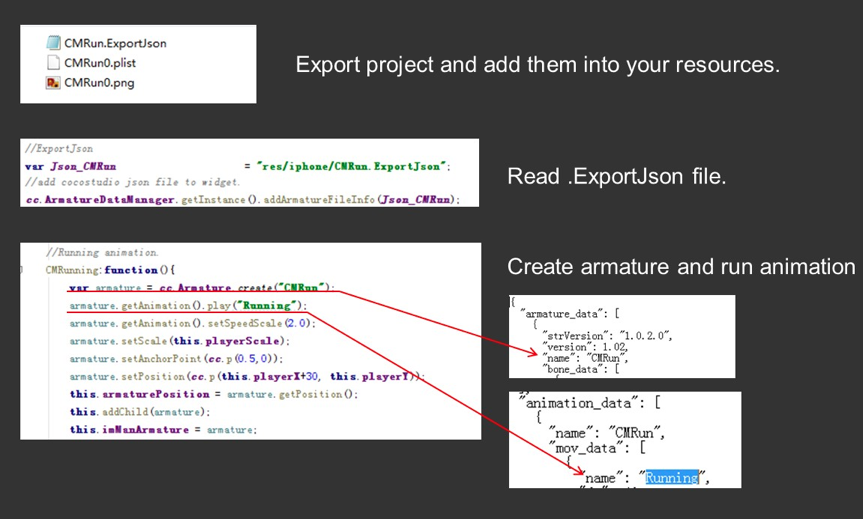 CMRun.ExportJson
CMRun0.plist
CMRun0.png
Export project and add them into your resources.
//ExportJson
var Json_CMRun = "res/iphone/CMRun.ExportJson";
//add cocostudio json file to widget.
cc.ArmatureDataManager.getInstance().addArmatureFileInfo(Json_CMRun);
Read .ExportJson file.
//Running animation.
CMRunning:function(){
var armature = cc.Armature.create("CMRun");
armature.getAnimation().play("Running");
armature.getAnimation().setSpeedScale(2.0);
armature.setScale(this.playerScale);
armature.setAnchorPoint(cc.p(0.5,0));
armature.setPosition(cc.p(this.playerX+30, this.playerY));
this.armaturePosition = armature.getPosition();
this.addChild(armature);
this.imManArmature = armature;
Create armature and run animation
{
"armature_data": [
{
"strVersion": "1.0.2.0",
"version": 1.02,
"name": "CMRun",
"bone_data": [
"animation_data": [
{
"name": "CMRun",
"mov_data": [
{
"name": "Running",